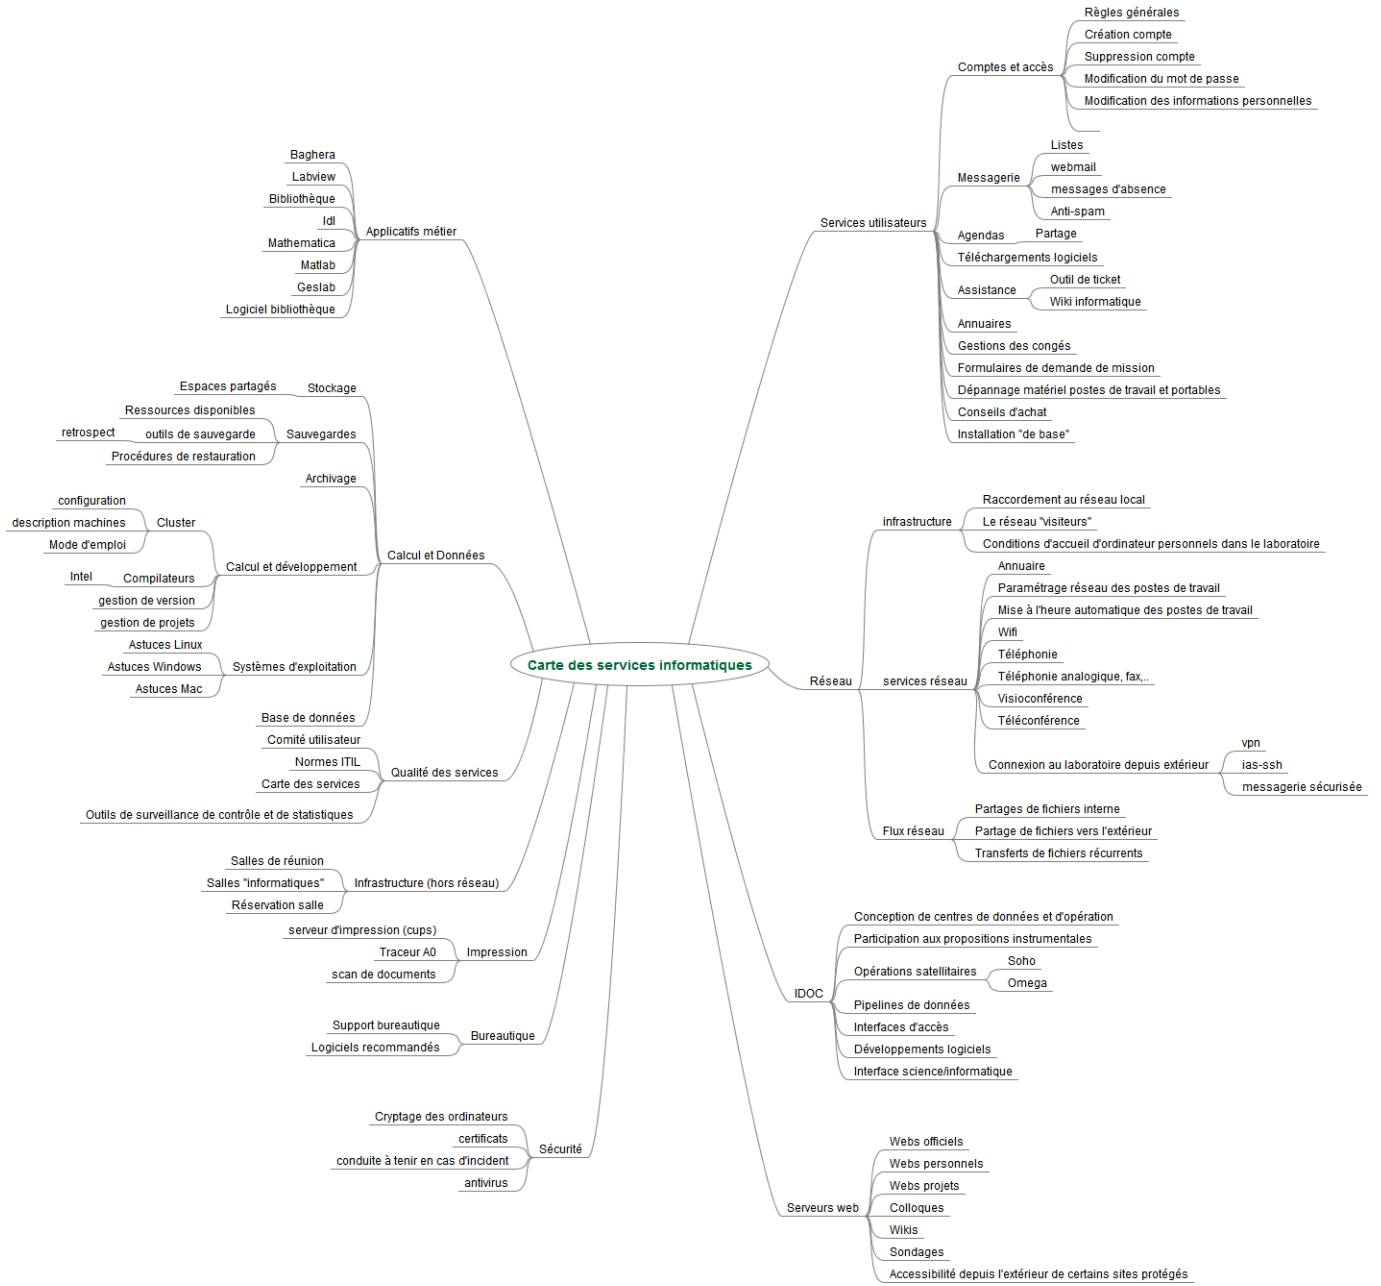 Carte des services informatiques
Applicatifs métier
Baghera
Labview
Bibliothèque
Idl
Mathematica
Matlab
Geslab
Logiciel bibliothèque
Calcul et Données
Stockage
Espaces partagés
Sauvegardes
Ressources disponibles
outils de sauvegarde
retrospect
Procédures de restauration
Archivage
Calcul et développement
Cluster
configuration
description machines
Mode d'emploi
Compilateurs
Intel
gestion de version
gestion de projets
Systèmes d'exploitation
Astuces Linux
Astuces Windows
Astuces Mac
Base de données
Qualité des services
Comité utilisateur
Normes ITIL
Carte des services
Outils de surveillance de contrôle et de statistiques
Infrastructure (hors réseau)
Salles de réunion
Salles "informatiques"
Réservation salle
Impression
serveur d'impression (cups)
Traceur A0
scan de documents
Bureautique
Support bureautique
Logiciels recommandés
Sécurité
Cryptage des ordinateurs
certificats
conduite à tenir en cas d'incident
antivirus
Services utilisateurs
Comptes et accès
Règles générales
Création compte
Suppression compte
Modification du mot de passe
Modification des informations personnelles
Messagerie
Listes
webmail
messages d'absence
Anti-spam
Agendas
Partage
Téléchargements logiciels
Assistance
Outil de ticket
Wiki informatique
Annuaires
Gestions des congés
Formulaires de demande de mission
Dépannage matériel postes de travail et portables
Conseils d'achat
Installation "de base"
Réseau
infrastructure
Raccordement au réseau local
Le réseau "visiteurs"
Conditions d'accueil d'ordinateur personnels dans le laboratoire
services réseau
Annuaire
Paramétrage réseau des postes de travail
Mise à l'heure automatique des postes de travail
Wifi
Téléphonie
Téléphonie analogique, fax,..
Visioconférence
Téléconférence
Connexion au laboratoire depuis extérieur
vpn
ias-ssh
messagerie sécurisée
Flux réseau
Partages de fichiers interne
Partage de fichiers vers l'extérieur
Transferts de fichiers récurrents
IDOC
Conception de centres de données et d'opération
Participation aux propositions instrumentales
Opérations satellitaires
Soho
Omega
Pipelines de données
Interfaces d'accès
Développements logiciels
Interface science/informatique
Serveurs web
Webs officiels
Webs personnels
Webs projets
Colloques
Wikis
Sondages
Accessibilité depuis l'extérieur de certains sites protégés